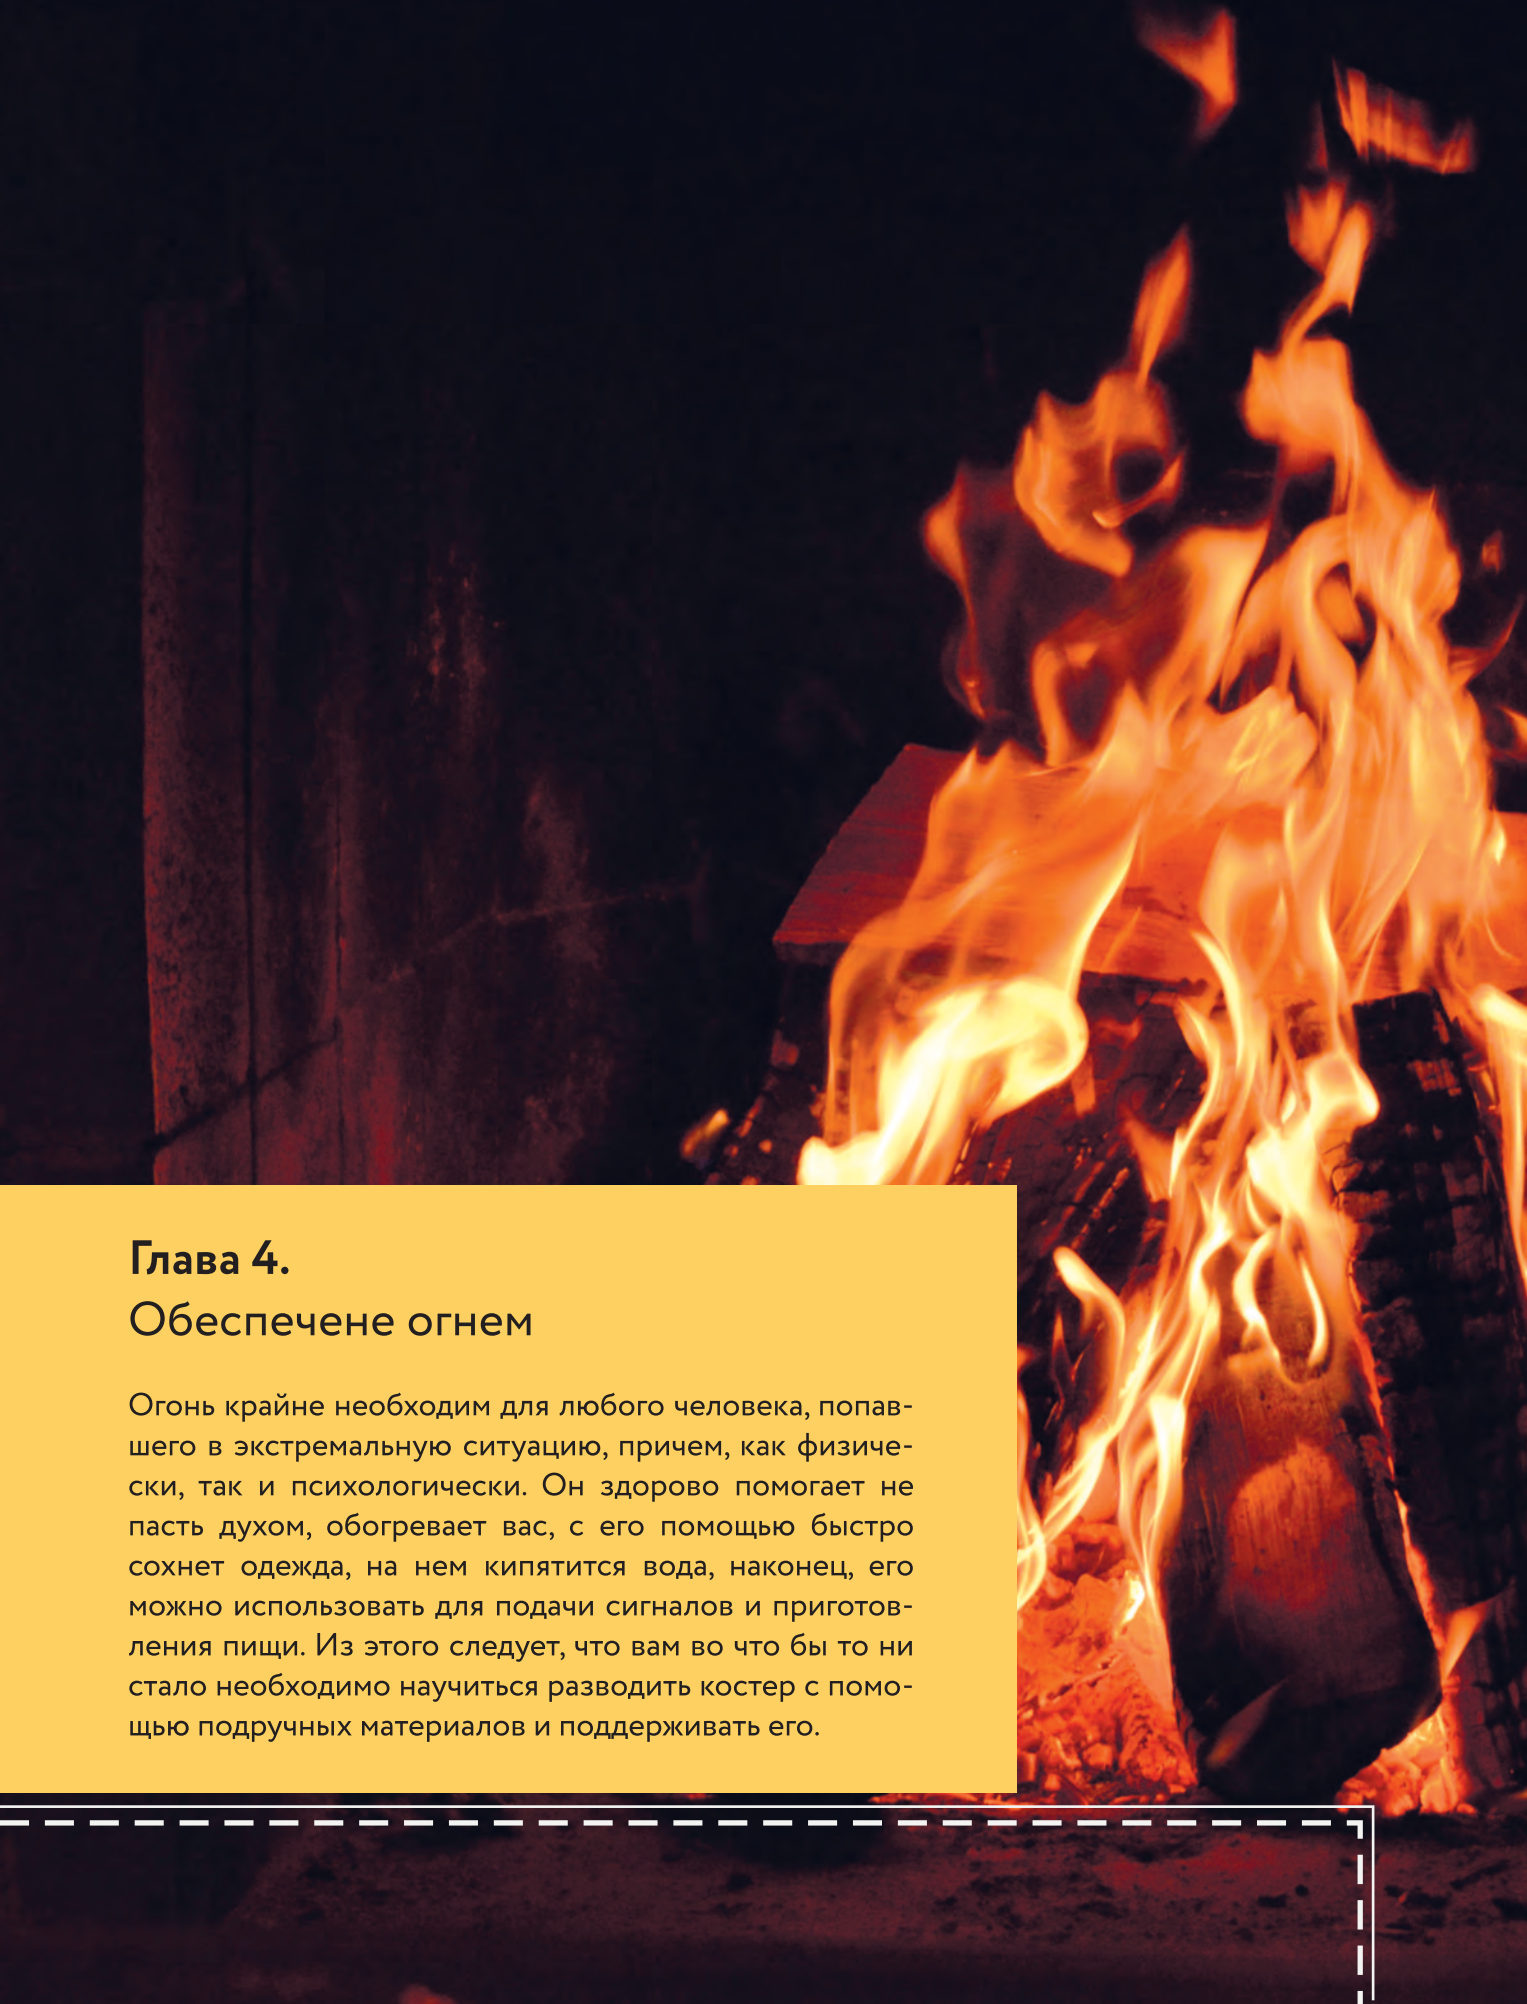 Глава 4.
Обеспечене огнем
Огонь крайне необходим для любого человека, попав-
шего в экстремальную ситуацию, причем, как физиче-
ски, так и психологически. Он здорово помогает не
пасть духом, обогревает вас, с его помощью быстро
сохнет одежда, на нем кипятится вода, наконец, его
можно использовать для подачи сигналов и приготов-
ления пищи. Из этого следует, что вам во что бы то ни
стало необходимо научиться разводить костер с помо-
щью подручных материалов и поддерживать его.